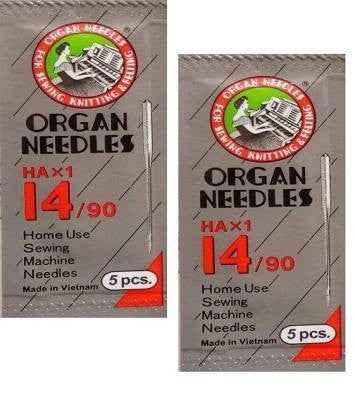 ORGAN NEEDLES
FOR SEWING KNITTING & FELTING
ORGAN
NEEDLES
HA×1
14/90
Home Use
Sewing
Machine
Needles
5 pcs.
Made in Vietnam
ORGAN NEEDLES
FOR SEWING KNITTING & FELTING
ORGAN
NEEDLES
HA×1
14/90
Home Use
Sewing
Machine
Needles
5 pcs.
Made in Vietnam